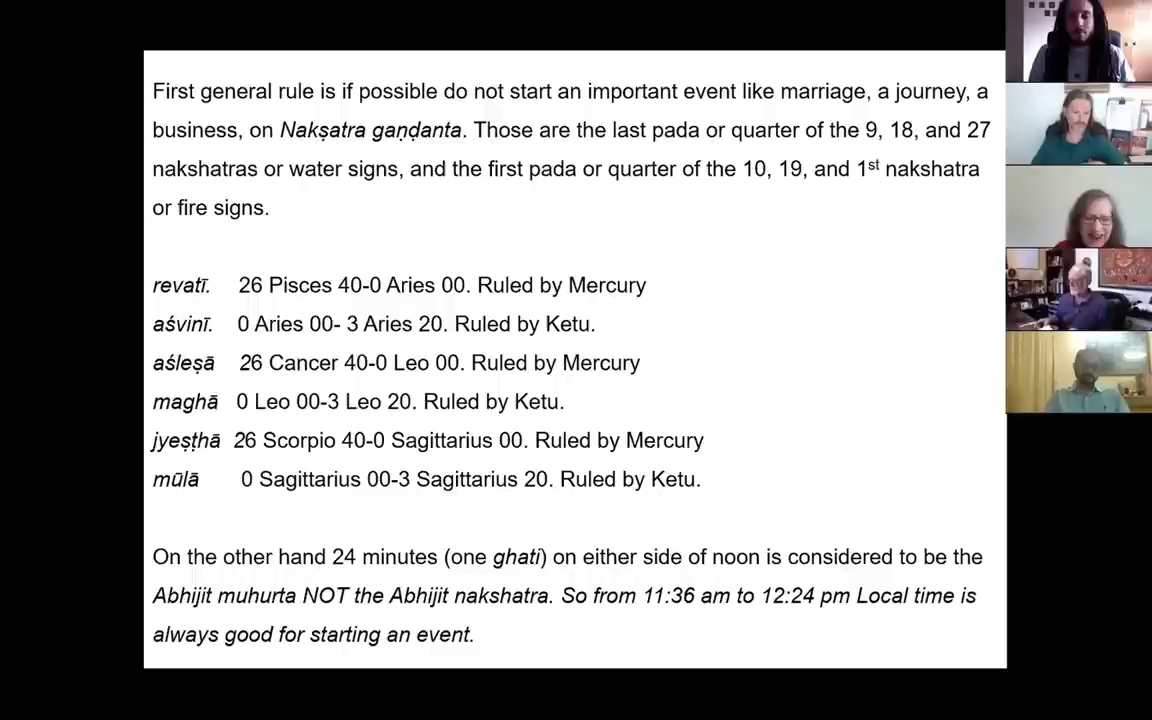 First general rule is if possible do not start an important event like marriage, a journey, a
business, on Nakṣatra gaṇḍanta. Those are the last pada or quarter of the 9, 18, and 27
nakshatras or water signs, and the first pada or quarter of the 10, 19, and 1st nakshatra
or fire signs.
revatī. 26 Pisces 40-0 Aries 00. Ruled by Mercury
aśvinī. 0 Aries 00- 3 Aries 20. Ruled by Ketu.
aśleṣā 26 Cancer 40-0 Leo 00. Ruled by Mercury
maghā 0 Leo 00-3 Leo 20. Ruled by Ketu.
jyeṣṭhā 26 Scorpio 40-0 Sagittarius 00. Ruled by Mercury
mūlā 0 Sagittarius 00-3 Sagittarius 20. Ruled by Ketu.
On the other hand 24 minutes (one ghati) on either side of noon is considered to be the
Abhijit muhurta NOT the Abhijit nakshatra. So from 11:36 am to 12:24 pm Local time is
always good for starting an event.